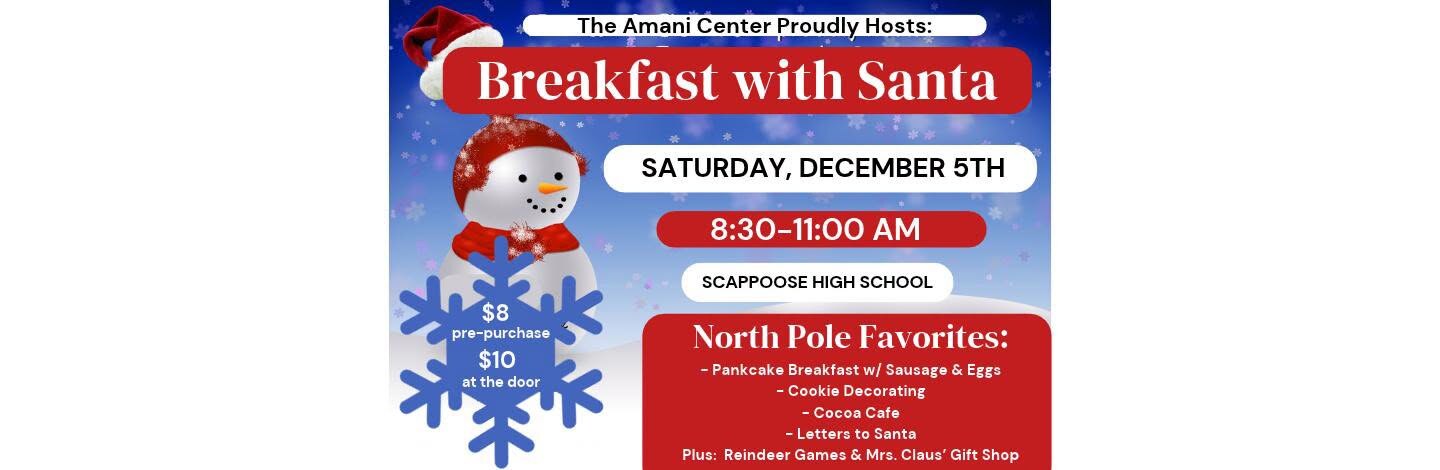 The Amani Center Proudly Hosts:
Breakfast with Santa
SATURDAY, DECEMBER 5TH
8:30-11:00 AM
SCAPPOOSE HIGH SCHOOL
$8
pre-purchase
$10
at the door
North Pole Favorites:
- Pankcake Breakfast w/ Sausage & Eggs
- Cookie Decorating
- Cocoa Cafe
- Letters to Santa
Plus: Reindeer Games & Mrs. Claus' Gift Shop